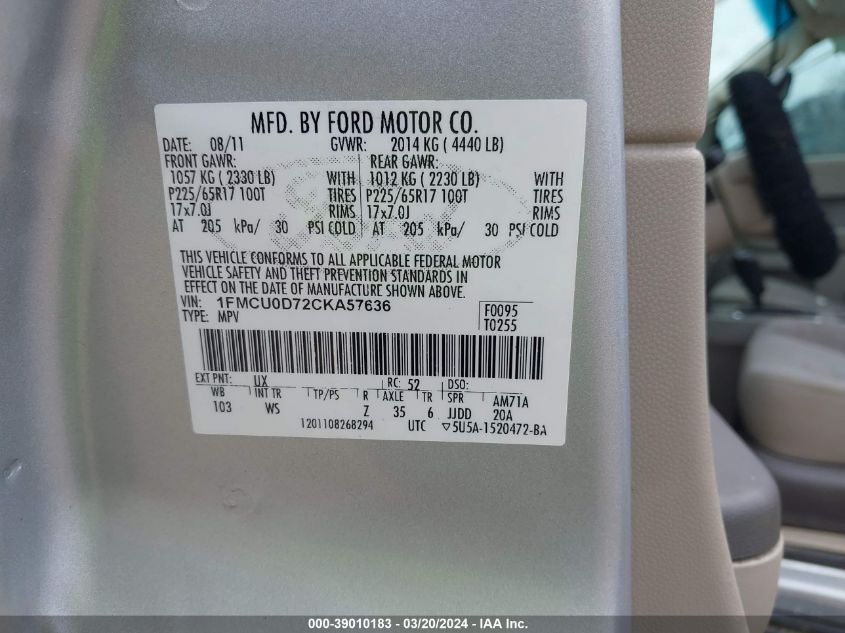 MFD. BY FORD MOTOR CO.
DATE: 08/11 GVWR: 2014 KG ( 4440 LB)
FRONT GAWR: REAR GAWR:
1057 KG ( 2330 LB) WITH 1012 KG ( 2230 LB) WITH
P225/65R17 100T TIRES P225/65R17 100T TIRES
17x7.0J RIMS 17x7.0J RIMS
AT 205 kPa/ 30 PSI COLD AT 205 kPa/ 30 PSI COLD
THIS VEHICLE CONFORMS TO ALL APPLICABLE FEDERAL MOTOR
VEHICLE SAFETY AND THEFT PREVENTION STANDARDS IN
EFFECT ON THE DATE OF MANUFACTURE SHOWN ABOVE.
VIN: 1FMCU0D72CKA57636 F0095
TYPE: MPV T0255
EXT PNT: UX RC: 52 DSO:
WB INT TR TP/PS R AXLE TR SPR AM71A
103 WS Z 35 6 JJDD 20A
1201108268294 UTC ▽5U5A-1520472-BA
000-39010183 - 03/20/2024 - IAA Holdings, LLC.